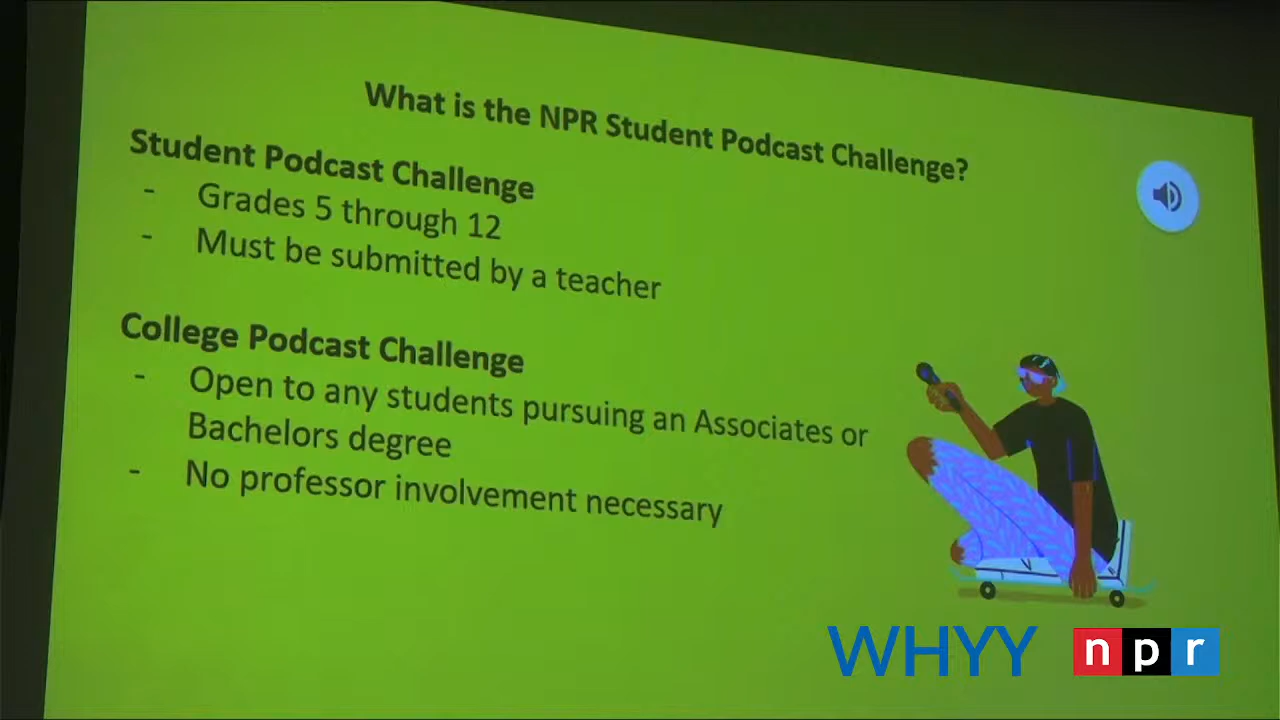 What is the NPR Student Podcast Challenge?
Student Podcast Challenge
- Grades 5 through 12
- Must be submitted by a teacher
College Podcast Challenge
- Open to any students pursuing an Associates or
Bachelors degree
- No professor involvement necessary
WHYY npr